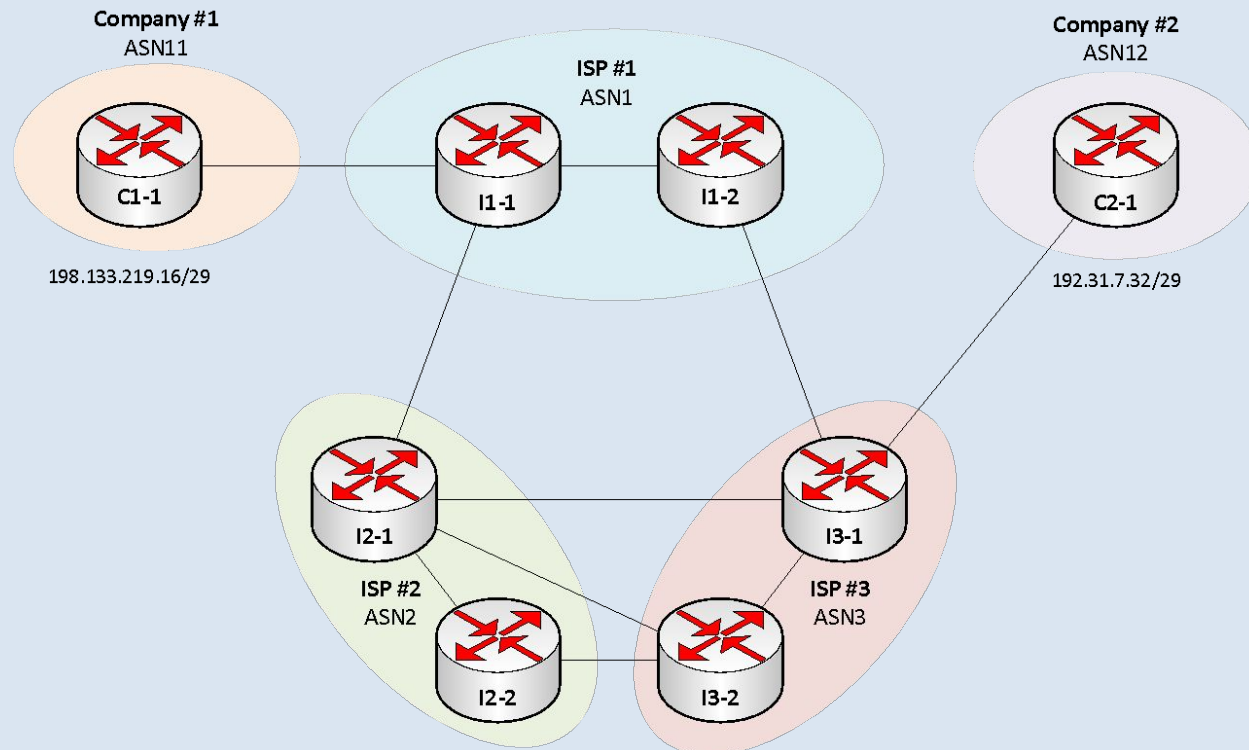 Company #1
ASN11
Company #2
ASN12
ISP #1
ASN1
C1-1
I1-1
I1-2
C2-1
198.133.219.16/29
192.31.7.32/29
I2-1
I3-1
ISP #2
ASN2
ISP #3
ASN3
I2-2
I3-2